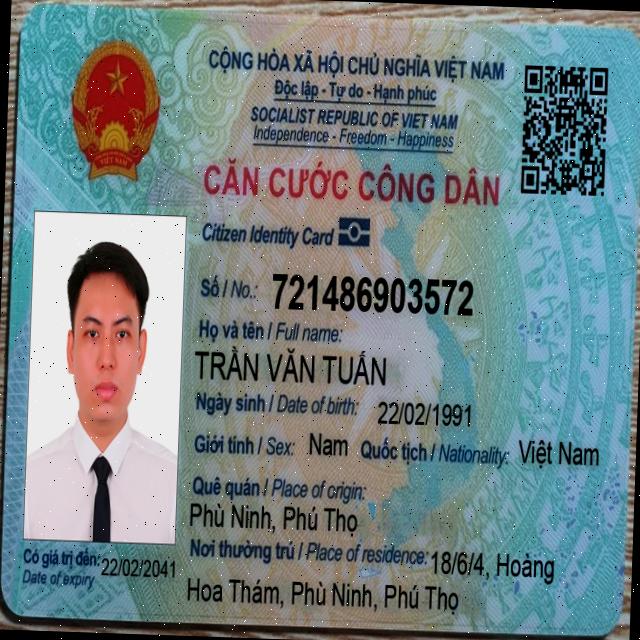 CỘNG HÒA XÃ HỘI CHỦ NGHĨA VIỆT NAM
Độc lập - Tự do - Hạnh phúc
SOCIALIST REPUBLIC OF VIET NAM
Independence - Freedom - Happiness
CĂN CƯỚC CÔNG DÂN
Citizen Identity Card
Số / No.: 721486903572
Họ và tên / Full name:
TRẦN VĂN TUẤN
Ngày sinh / Date of birth: 22/02/1991
Giới tính / Sex: Nam Quốc tịch / Nationality: Việt Nam
Quê quán / Place of origin:
Phù Ninh, Phú Thọ
Nơi thường trú / Place of residence: 18/6/4, Hoàng
Hoa Thám, Phù Ninh, Phú Thọ
Có giá trị đến: 22/02/2041
Date of expiry
VIỆT NAM